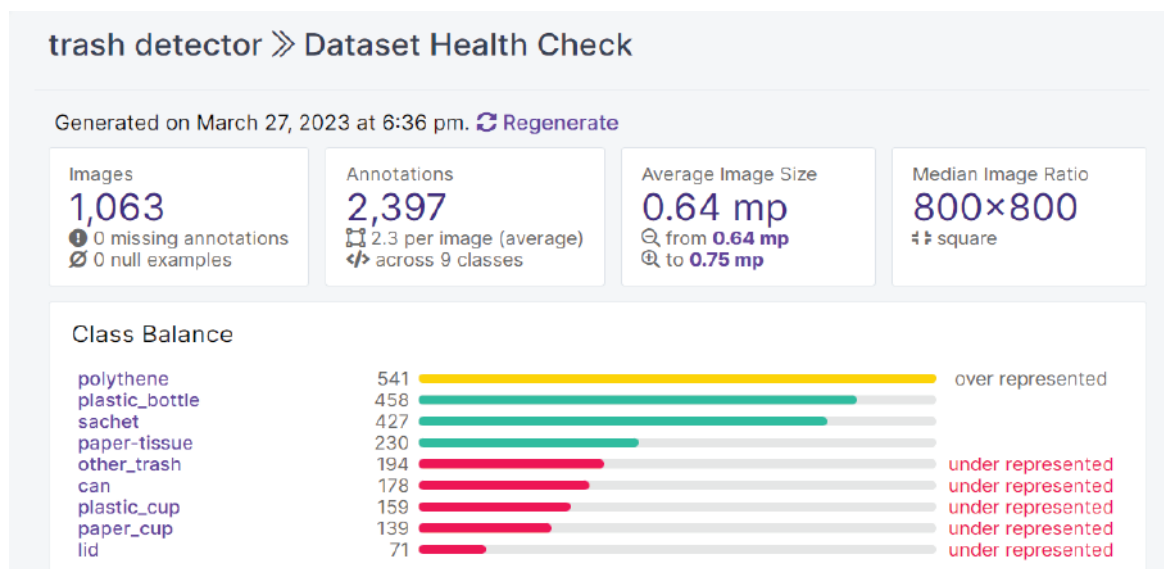 trash detector ≫ Dataset Health Check
Generated on March 27, 2023 at 6:36 pm. Regenerate
Images
1,063
0 missing annotations
0 null examples
Annotations
2,397
2.3 per image (average)
</> across 9 classes
Average Image Size
0.64 mp
from 0.64 mp
to 0.75 mp
Median Image Ratio
800×800
square
Class Balance
polythene 541 over represented
plastic_bottle 458
sachet 427
paper-tissue 230
other_trash 194 under represented
can 178 under represented
plastic_cup 159 under represented
paper_cup 139 under represented
lid 71 under represented